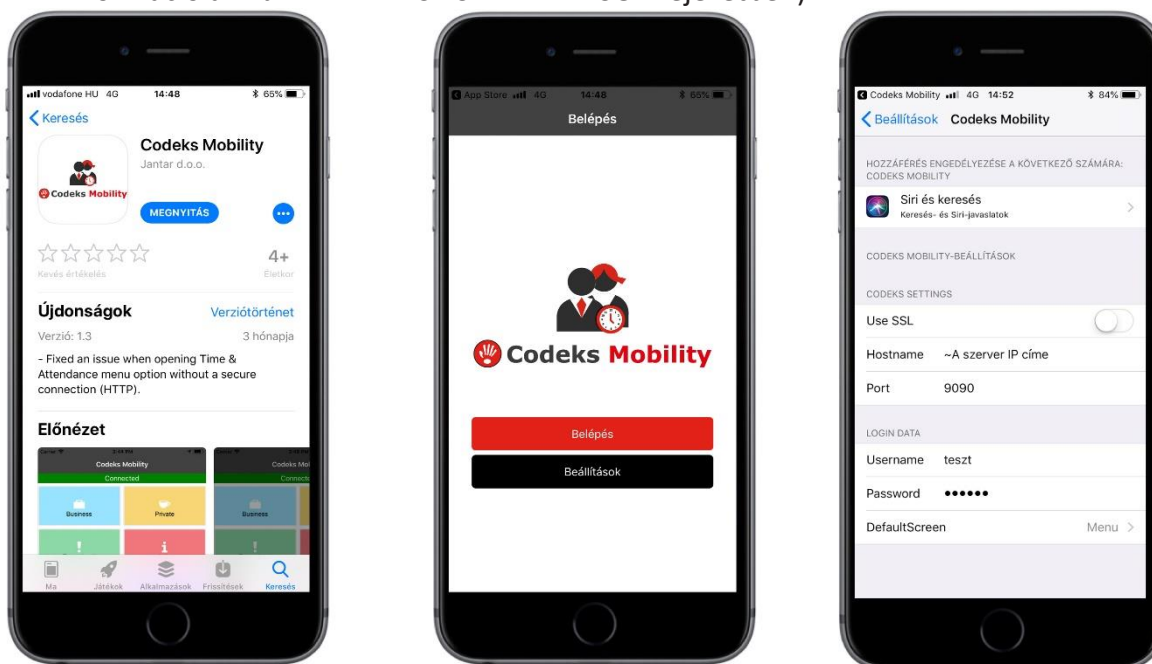 vodafone HU 4G 14:48 65%
Keresés
Codeks Mobility
Jantar d.o.o.
Codeks Mobility
MEGNYITÁS
4+
Kevés értékelés
Életkor
Újdonságok
Verziótörténet
Verzió: 1.3
3 hónapja
- Fixed an issue when opening Time &
Attendance menu option without a secure
connection (HTTP).
Előnézet
Codeks Mobility
Connected
Business
Private
Ma
Játékok
Alkalmazások
Frissítések
Keresés
App Store 4G 14:48 65%
Belépés
Codeks Mobility
Belépés
Beállítások
Codeks Mobility 4G 14:52 84%
Beállítások
Codeks Mobility
HOZZÁFÉRÉS ENGEDÉLYEZÉSE A KÖVETKEZŐ SZÁMÁRA:
CODEKS MOBILITY
Siri és keresés
Keresés- és Siri-javaslatok
CODEKS MOBILITY-BEÁLLÍTÁSOK
CODEKS SETTINGS
Use SSL
Hostname ~A szerver IP címe
Port 9090
LOGIN DATA
Username teszt
Password ●●●●●●
DefaultScreen Menu